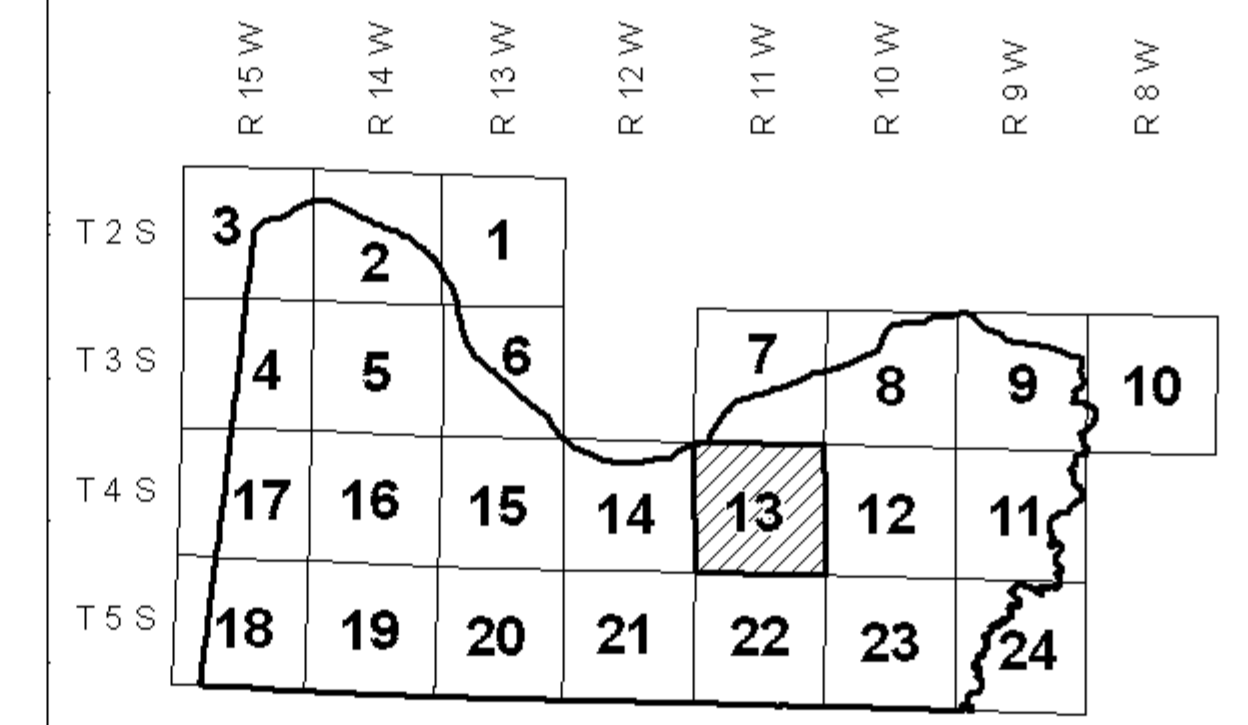 R 15 W R 14 W R 13 W R 12 W R 11 W R 10 W R 9 W R 8 W
T 2 S 3 2 1
T 3 S 4 5 6 7 8 9 10
T 4 S 17 16 15 14 13 12 11
T 5 S 18 19 20 21 22 23 24